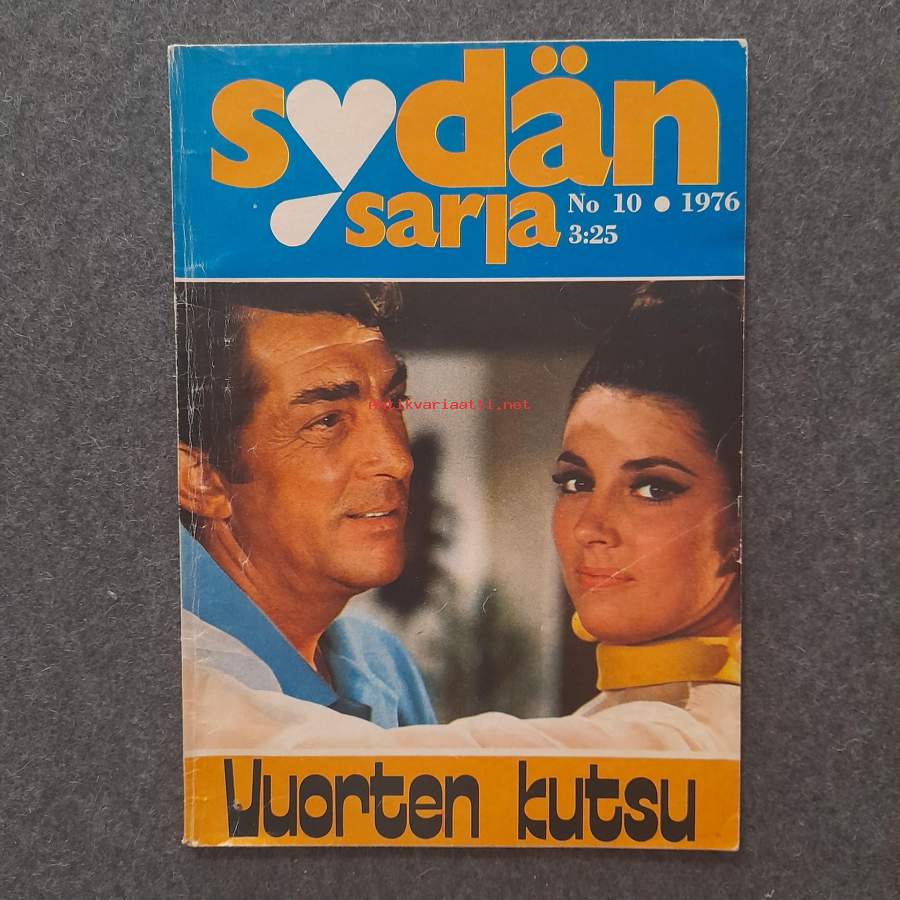 sydän
sarja
No 10 • 1976
3:25
antikvariaatti.net
Vuorten kutsu